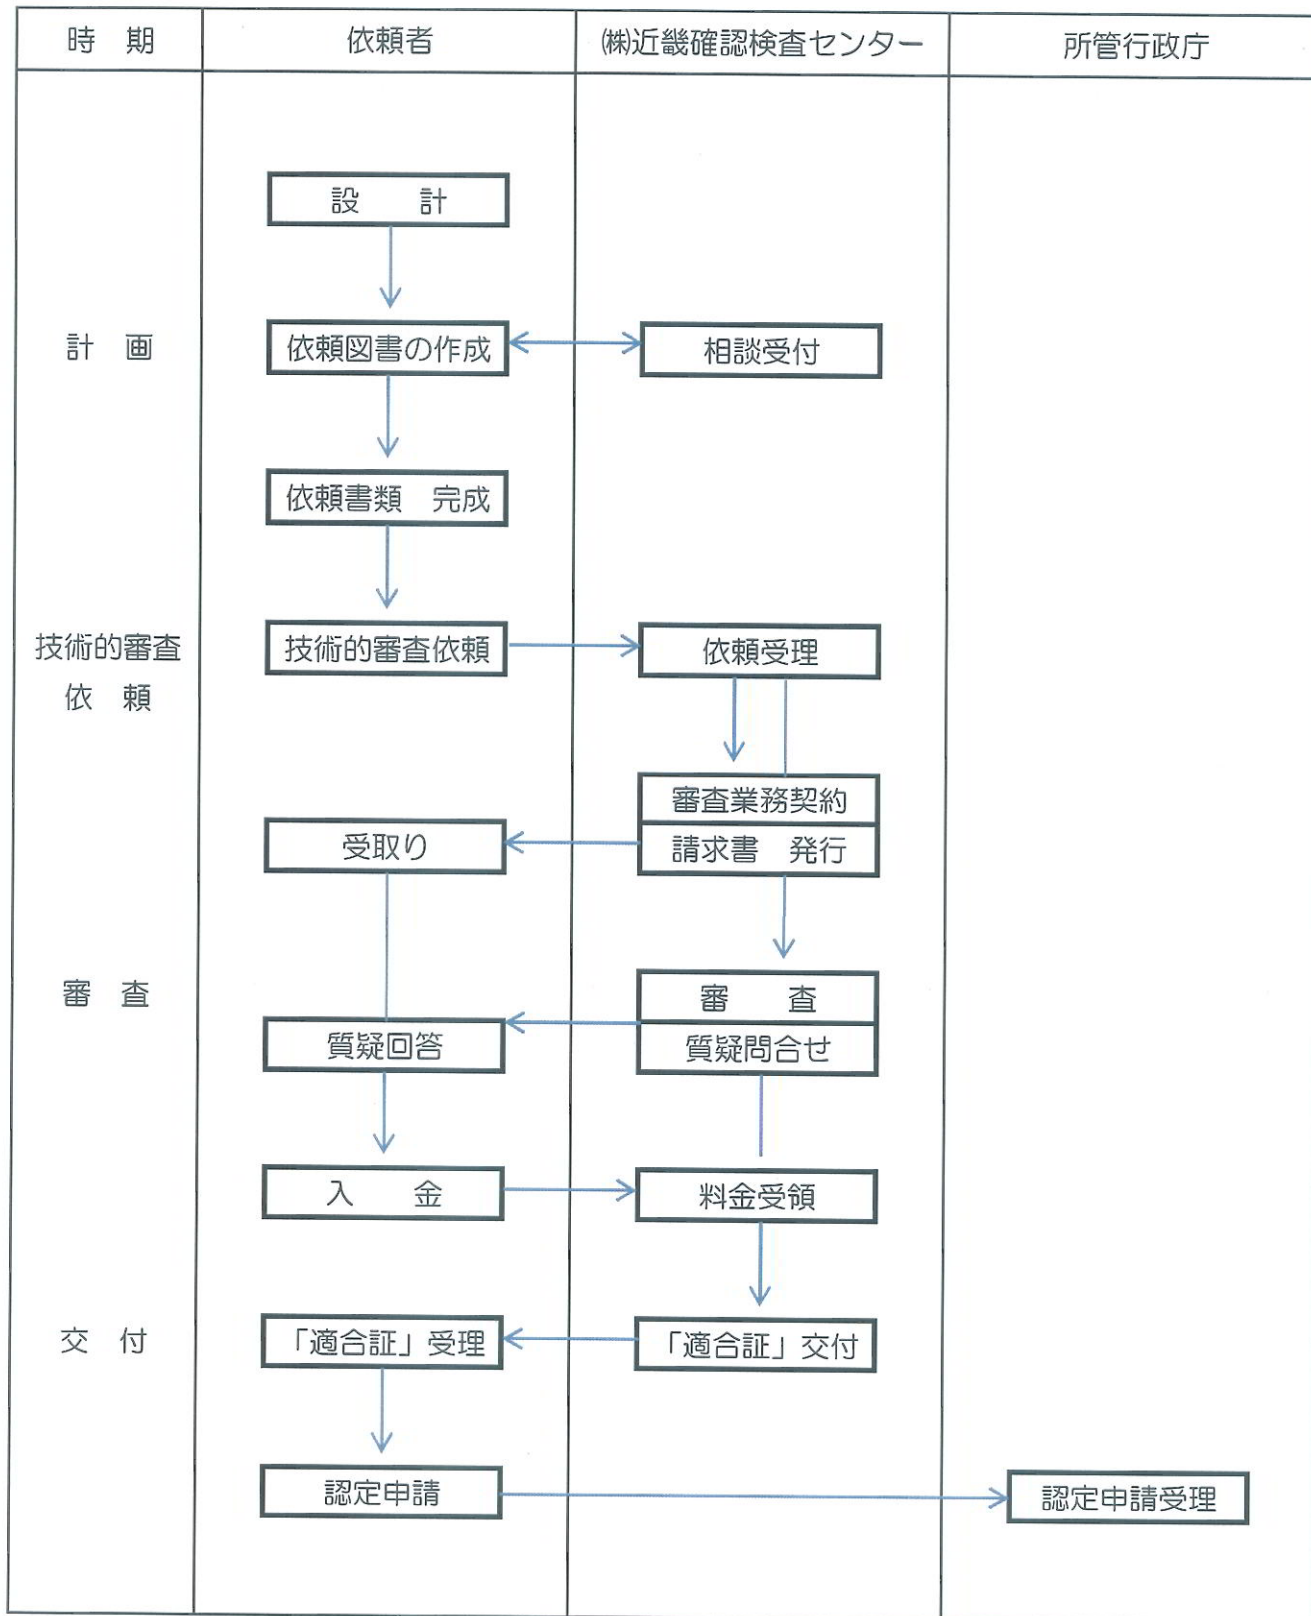 時　期　依頼者　㈱近畿確認検査センター　所管行政庁
設　計
計　画　依頼図書の作成　相談受付
依頼書類　完成
技術的審査　技術的審査依頼　依頼受理
依　頼
審査業務契約
受取り　請求書　発行
審　査　審　査
質疑回答　質疑問合せ
入　金　料金受領
交　付　「適合証」受理　「適合証」交付
認定申請　認定申請受理